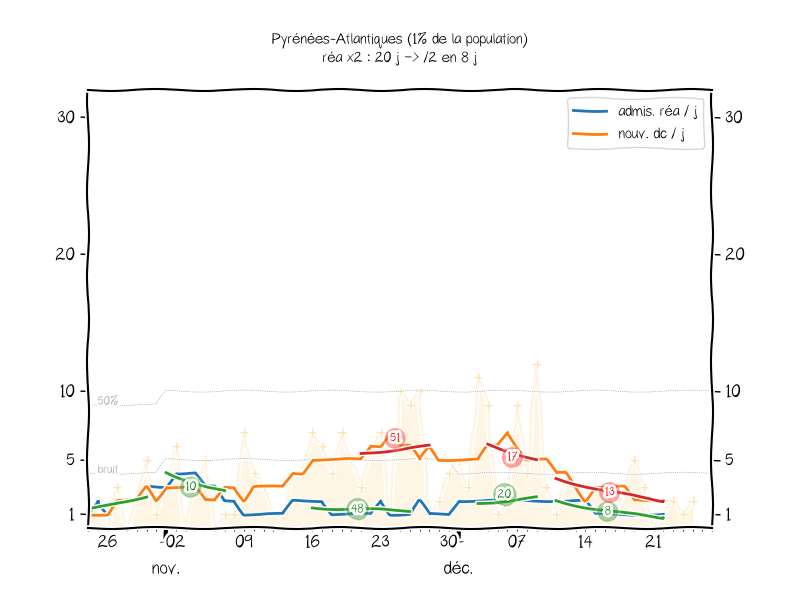 Pyrénées-Atlantiques (1% de la population)
réa x2 : 20 j -> /2 en 8 j
admis. réa / j
nouv. dc / j
30 30
20 20
10 10
50%
51
5 5
17
bruit
10
20
13
48
8
1 1
26 02 09 16 23 30 07 14 21
nov. déc.